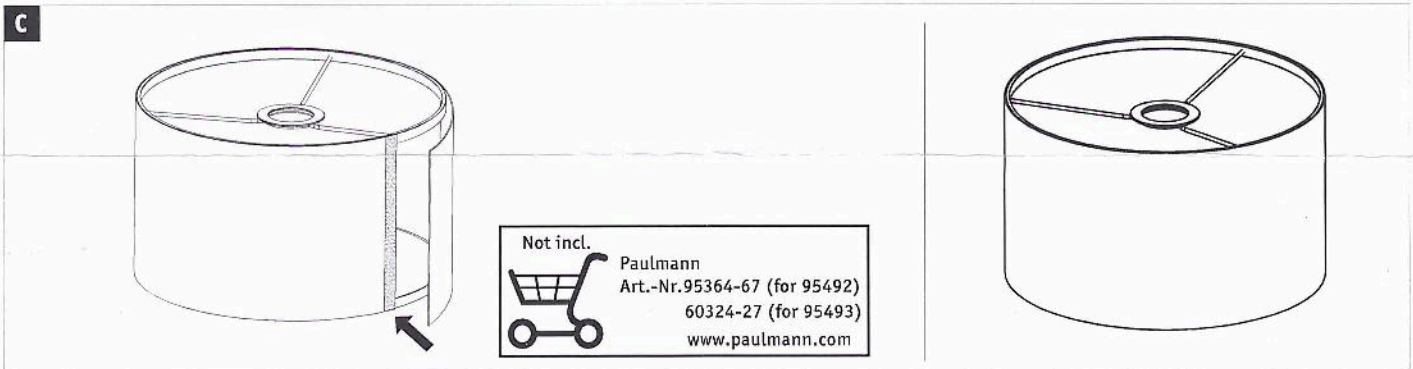 C
Not incl.
Paulmann
Art.-Nr.95364-67 (for 95492)
60324-27 (for 95493)
www.paulmann.com